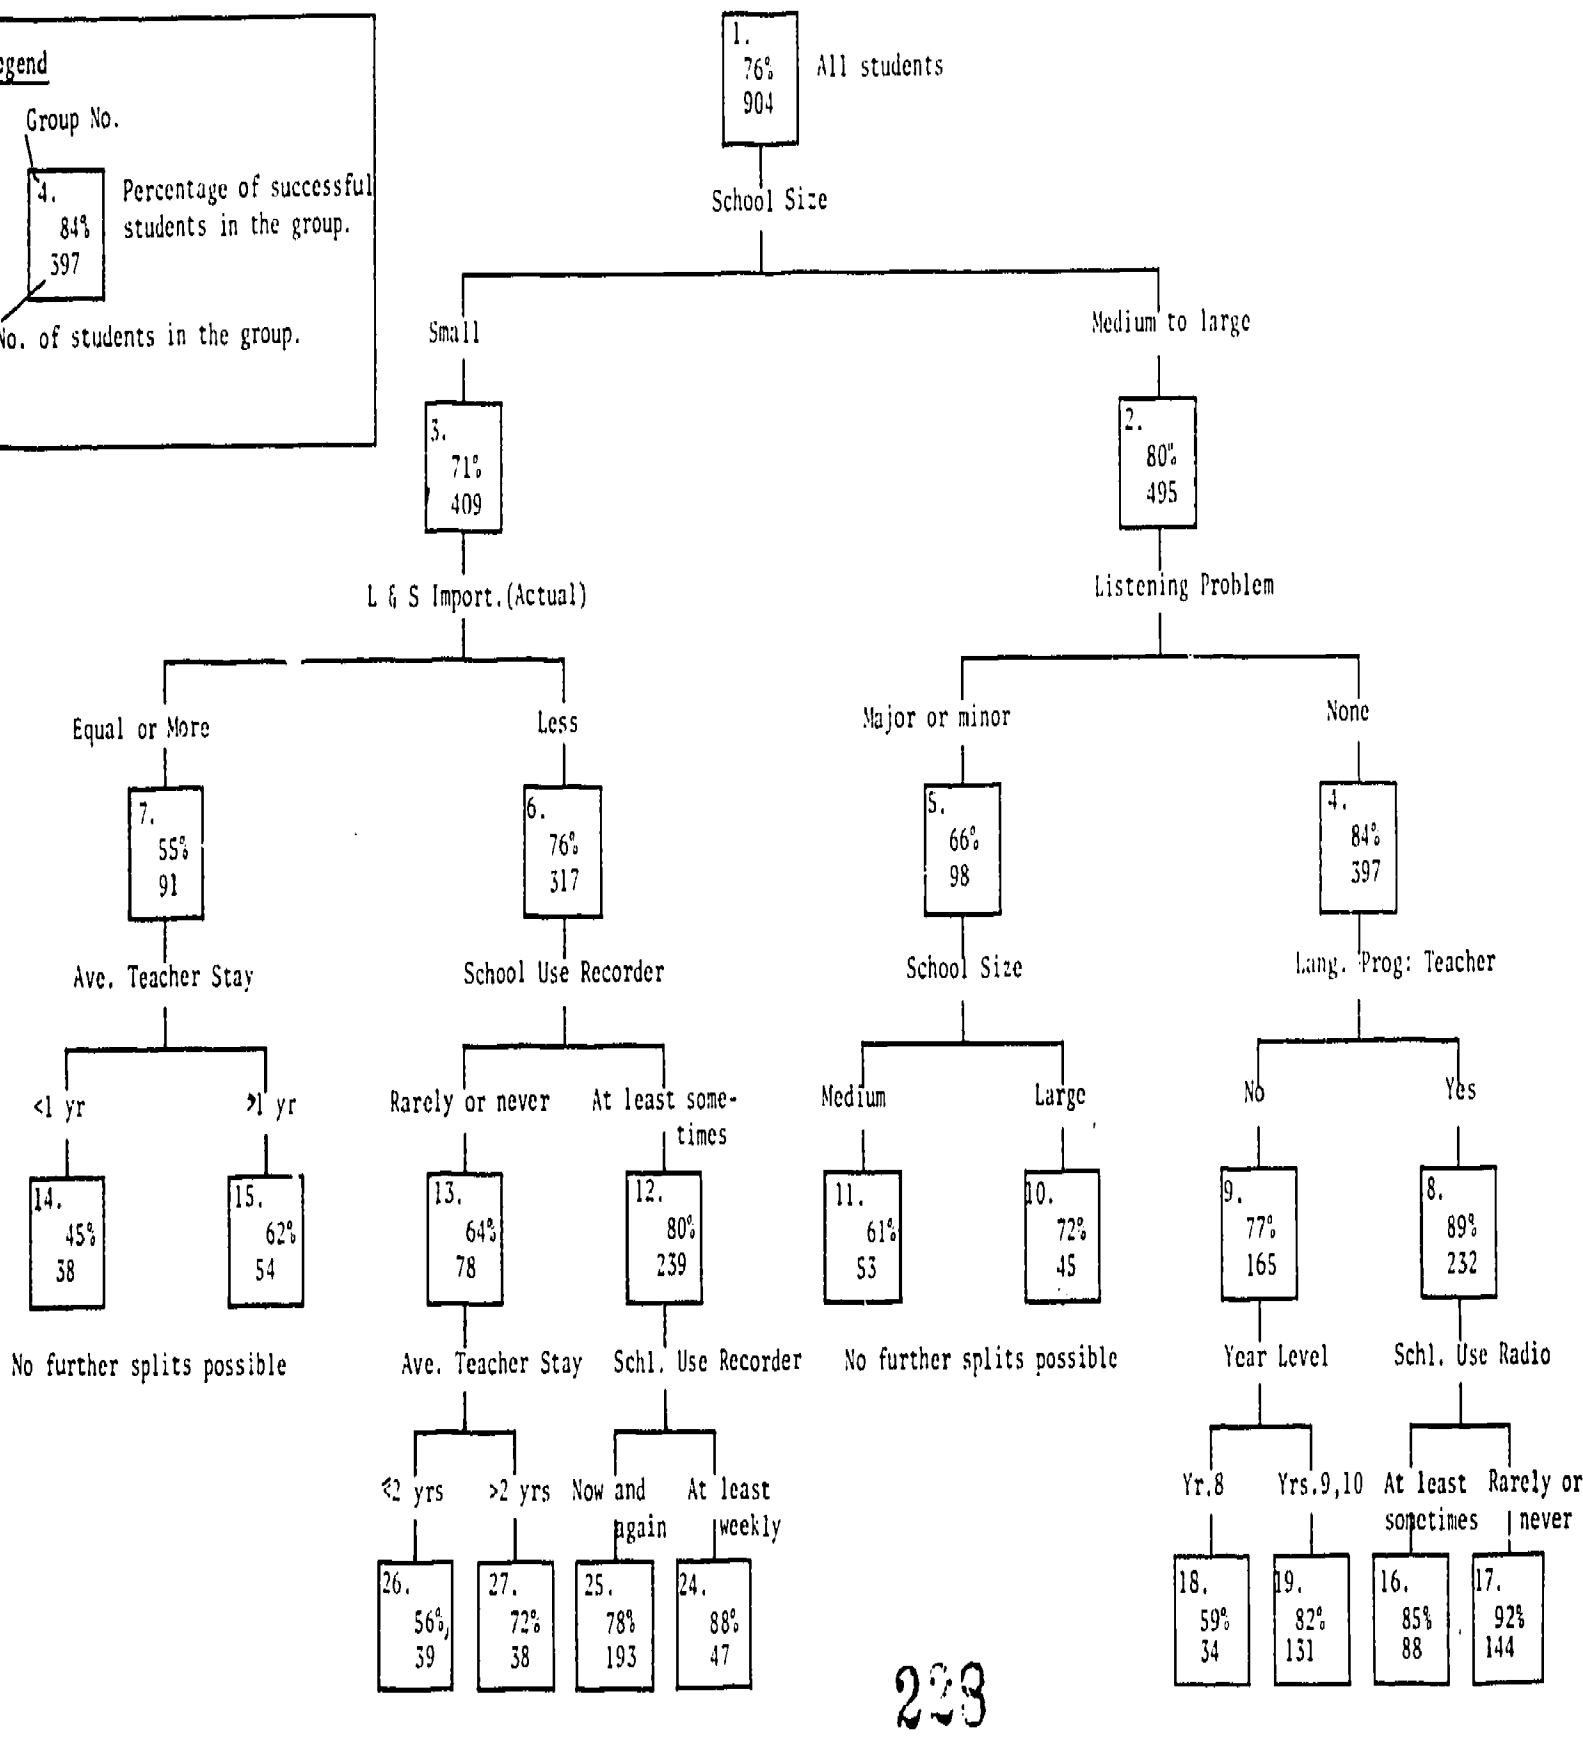 egend
Group No.
4.
84%
397
Percentage of successful
students in the group.
No. of students in the group.
1.
76%
904
All students
School Size
Small
Medium to large
3.
71%
409
2.
80%
495
L & S Import.(Actual)
Listening Problem
Equal or More
Less
Major or minor
None
7.
55%
91
6.
76%
317
5.
66%
98
4.
84%
397
Ave. Teacher Stay
School Use Recorder
School Size
Lang. Prog: Teacher
<1 yr
>1 yr
Rarely or never
At least some-
times
Medium
Large
No
Yes
14.
45%
38
15.
62%
54
13.
64%
78
12.
80%
239
11.
61%
53
10.
72%
45
9.
77%
165
8.
89%
232
No further splits possible
Ave. Teacher Stay
Schl. Use Recorder
No further splits possible
Year Level
Schl. Use Radio
≤2 yrs
>2 yrs
Now and
again
At least
weekly
Yr.8
Yrs.9,10
At least
sometimes
Rarely or
never
26.
56%
39
27.
72%
38
25.
78%
193
24.
88%
47
18.
59%
34
19.
82%
131
16.
85%
88
17.
92%
144
223